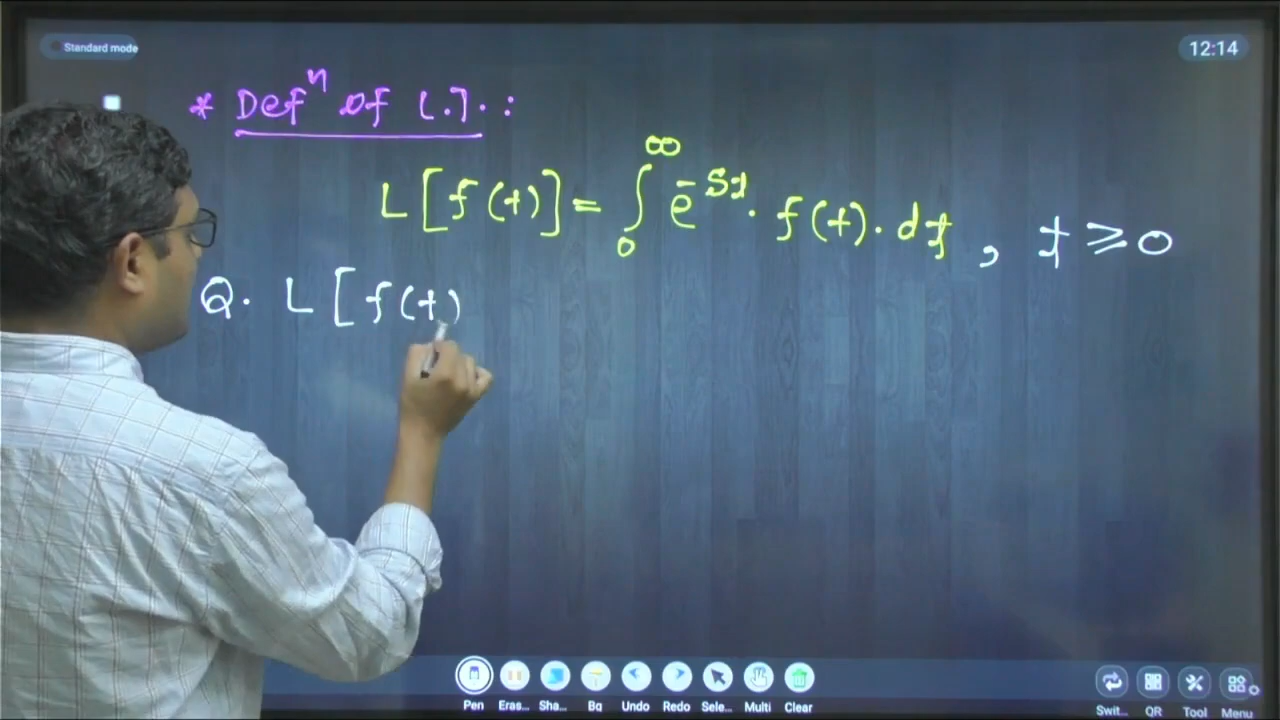 Standard mode
12:14
* Defⁿ of L[.]. :
L[f(t)] = ∫₀^∞ e^-st . f(t). dt , t ≥ 0
Q. L [ f(t)
Pen Eras... Sha... Bg Undo Redo Sele... Multi Clear Swit... QR Tool Menu